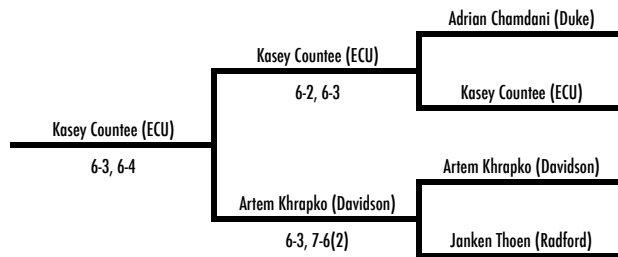 Adrian Chamdani (Duke)
Kasey Countee (ECU)
6-2, 6-3
Kasey Countee (ECU)
Kasey Countee (ECU)
6-3, 6-4
Artem Khrapko (Davidson)
Artem Khrapko (Davidson)
6-3, 7-6(2)
Janken Thoen (Radford)